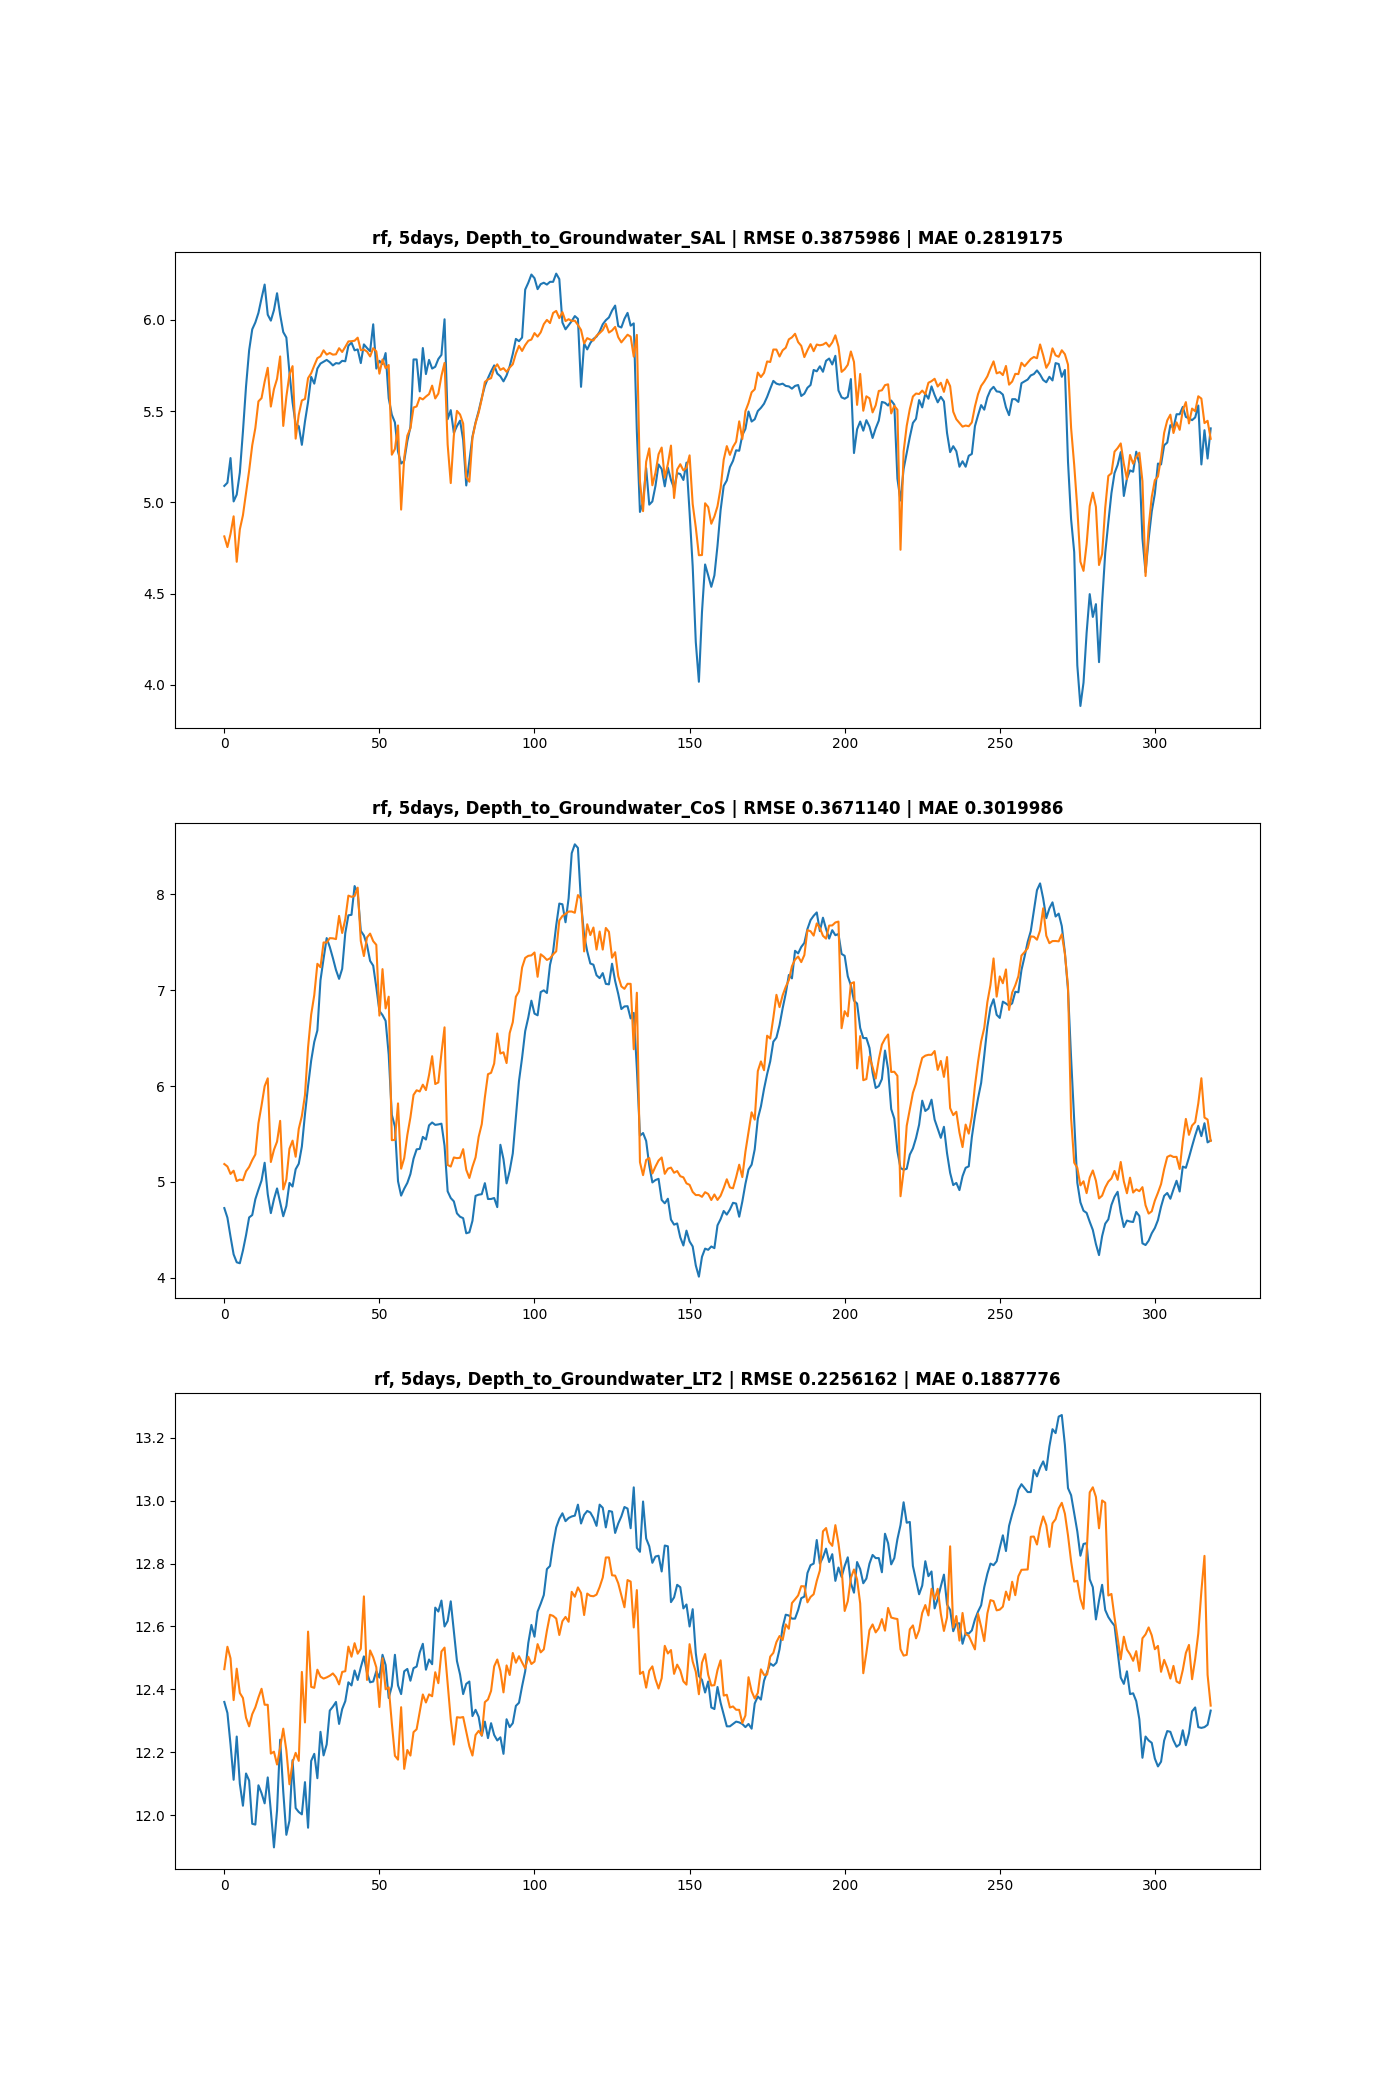 rf, 5days, Depth_to_Groundwater_SAL | RMSE 0.3875986 | MAE 0.2819175
6.0
5.5
5.0
4.5
4.0
0 50 100 150 200 250 300
rf, 5days, Depth_to_Groundwater_CoS | RMSE 0.3671140 | MAE 0.3019986
8
7
6
5
4
0 50 100 150 200 250 300
rf, 5days, Depth_to_Groundwater_LT2 | RMSE 0.2256162 | MAE 0.1887776
13.2
13.0
12.8
12.6
12.4
12.2
12.0
0 50 100 150 200 250 300